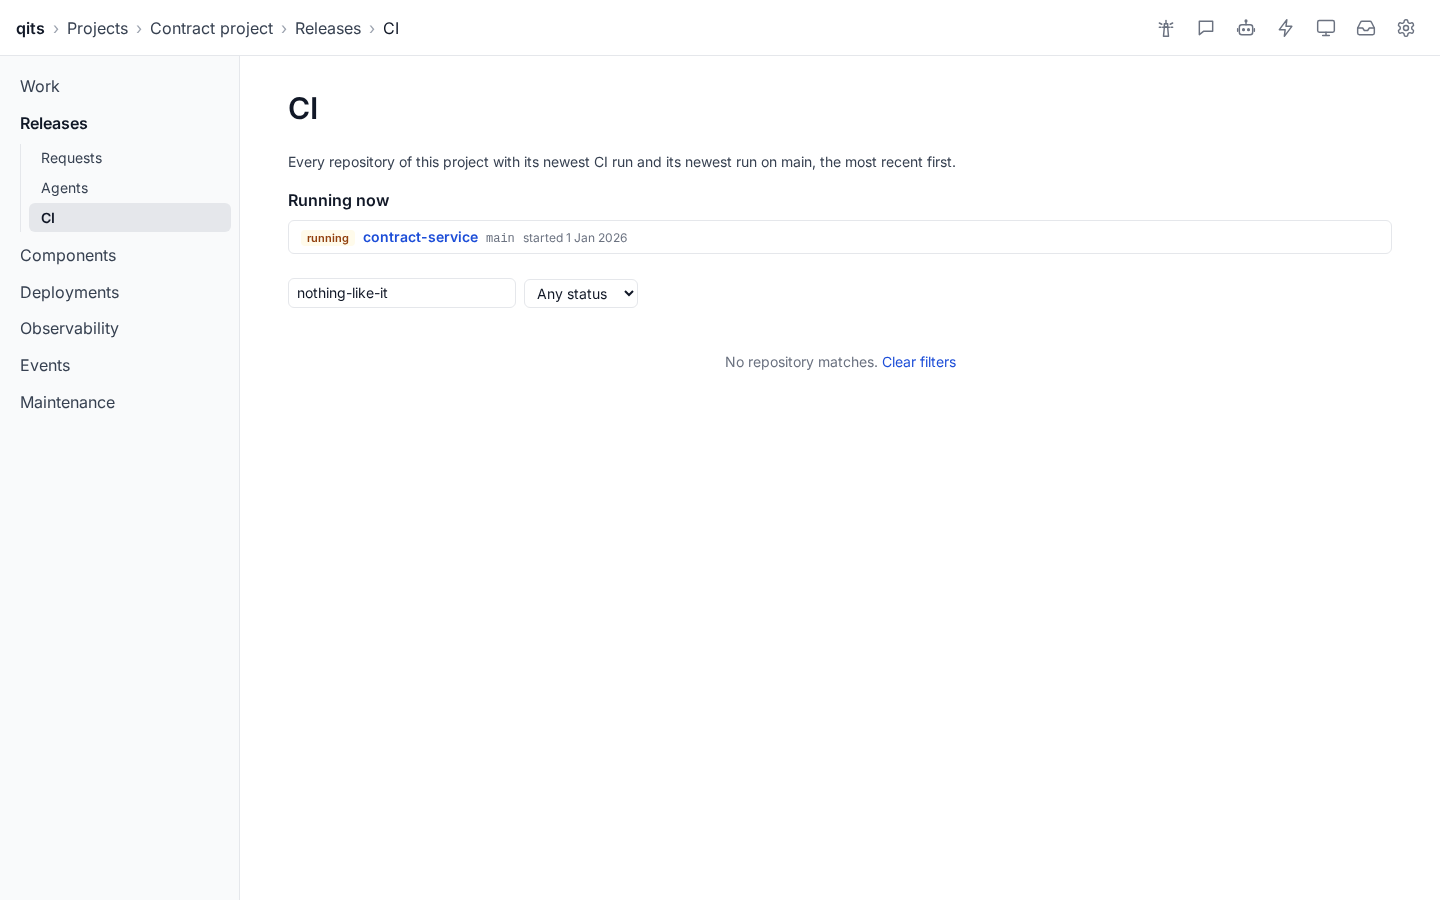 qits › Projects › Contract project › Releases › CI
Work
Releases
Requests
Agents
CI
Components
Deployments
Observability
Events
Maintenance
CI
Every repository of this project with its newest CI run and its newest run on main, the most recent first.
Running now
running contract-service main started 1 Jan 2026
nothing-like-it Any status
No repository matches. Clear filters